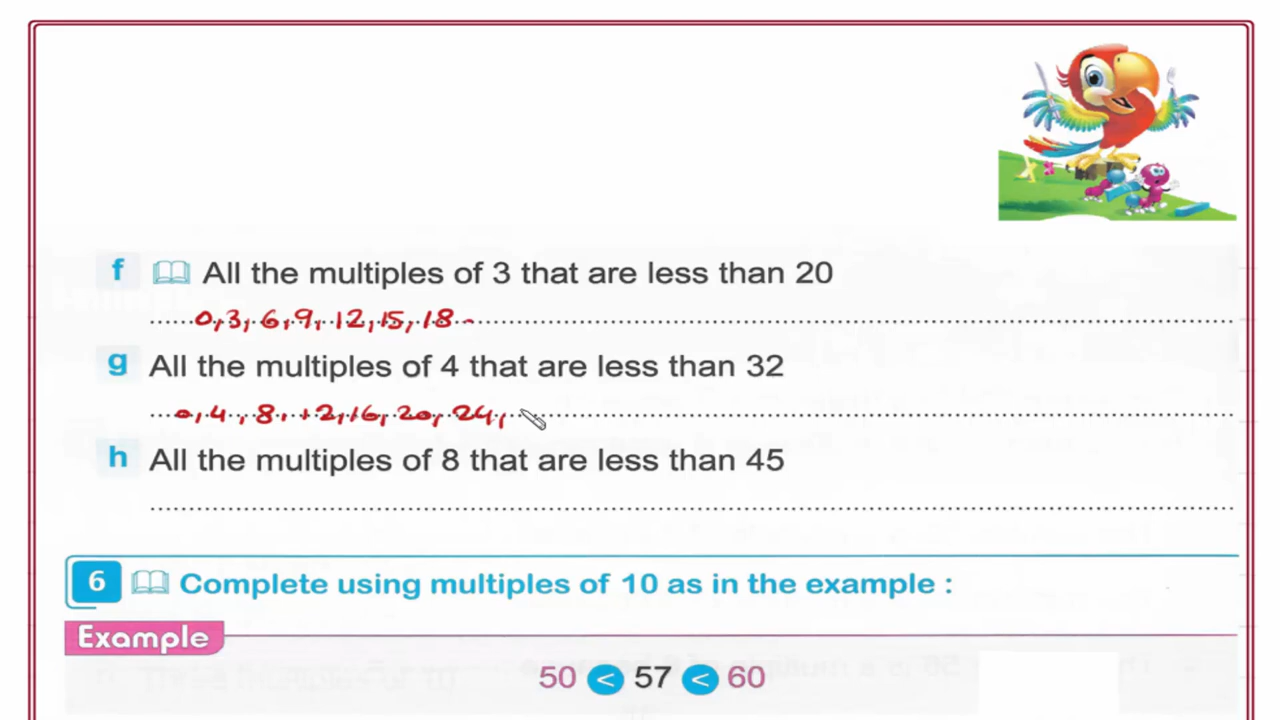 f All the multiples of 3 that are less than 20
0, 3, 6, 9, 12, 15, 18.
g All the multiples of 4 that are less than 32
0, 4, 8, 12, 16, 20, 24,
h All the multiples of 8 that are less than 45
6 Complete using multiples of 10 as in the example :
Example
50 < 57 < 60